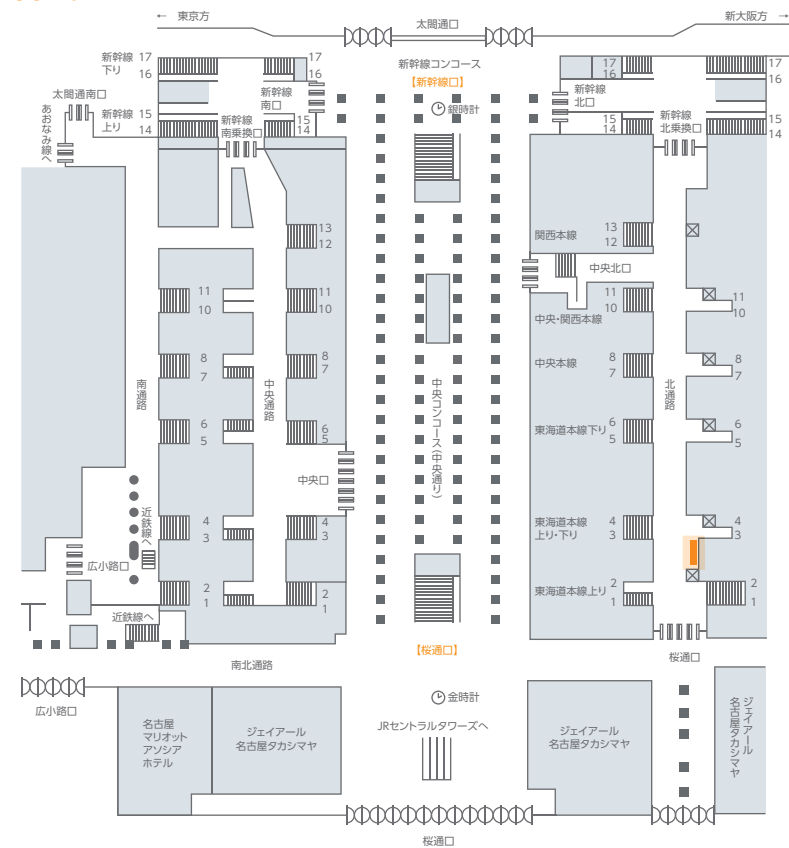 ← 東京方
太閤通口
新大阪方 →
新幹線コンコース
【新幹線口】
銀時計
新幹線
下り
17
16
17
16
新幹線
南口
太閤通南口
あおなみ線へ
新幹線
上り
15
14
新幹線
南乗換口
15
14
17
16
17
16
新幹線
北口
15
14
新幹線
北乗換口
15
14
13
12
関西本線
13
12
中央北口
11
10
11
10
中央・関西本線
11
10
11
10
8
7
8
7
中央本線
8
7
8
7
南通路
中央通路
中央コンコース(中央通り)
北通路
6
5
6
5
東海道本線下り
6
5
6
5
中央口
近鉄線へ
4
3
4
3
東海道本線
上り・下り
4
3
4
3
広小路口
2
1
2
1
東海道本線上り
2
1
2
1
近鉄線へ
【桜通口】
桜通口
南北通路
広小路口
金時計
JRセントラルタワーズへ
名古屋
マリオット
アソシア
ホテル
ジェイアール
名古屋タカシマヤ
ジェイアール
名古屋タカシマヤ
ジェイアール
名古屋タカシマヤ
桜通口